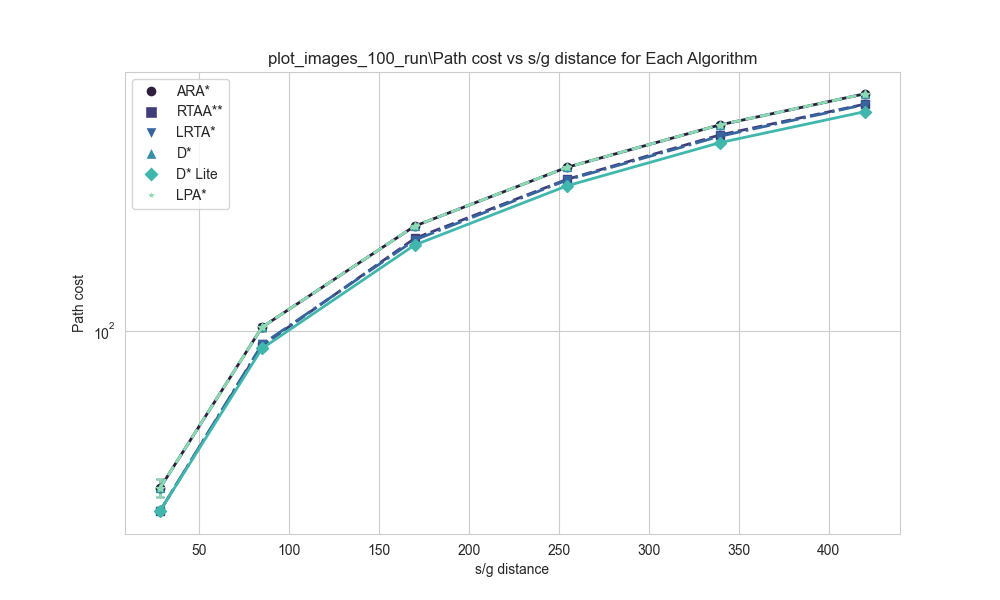 plot_images_100_run\Path cost vs s/g distance for Each Algorithm
ARA*
RTAA**
LRTA*
D*
D* Lite
LPA*
Path cost
10²
50 100 150 200 250 300 350 400
s/g distance